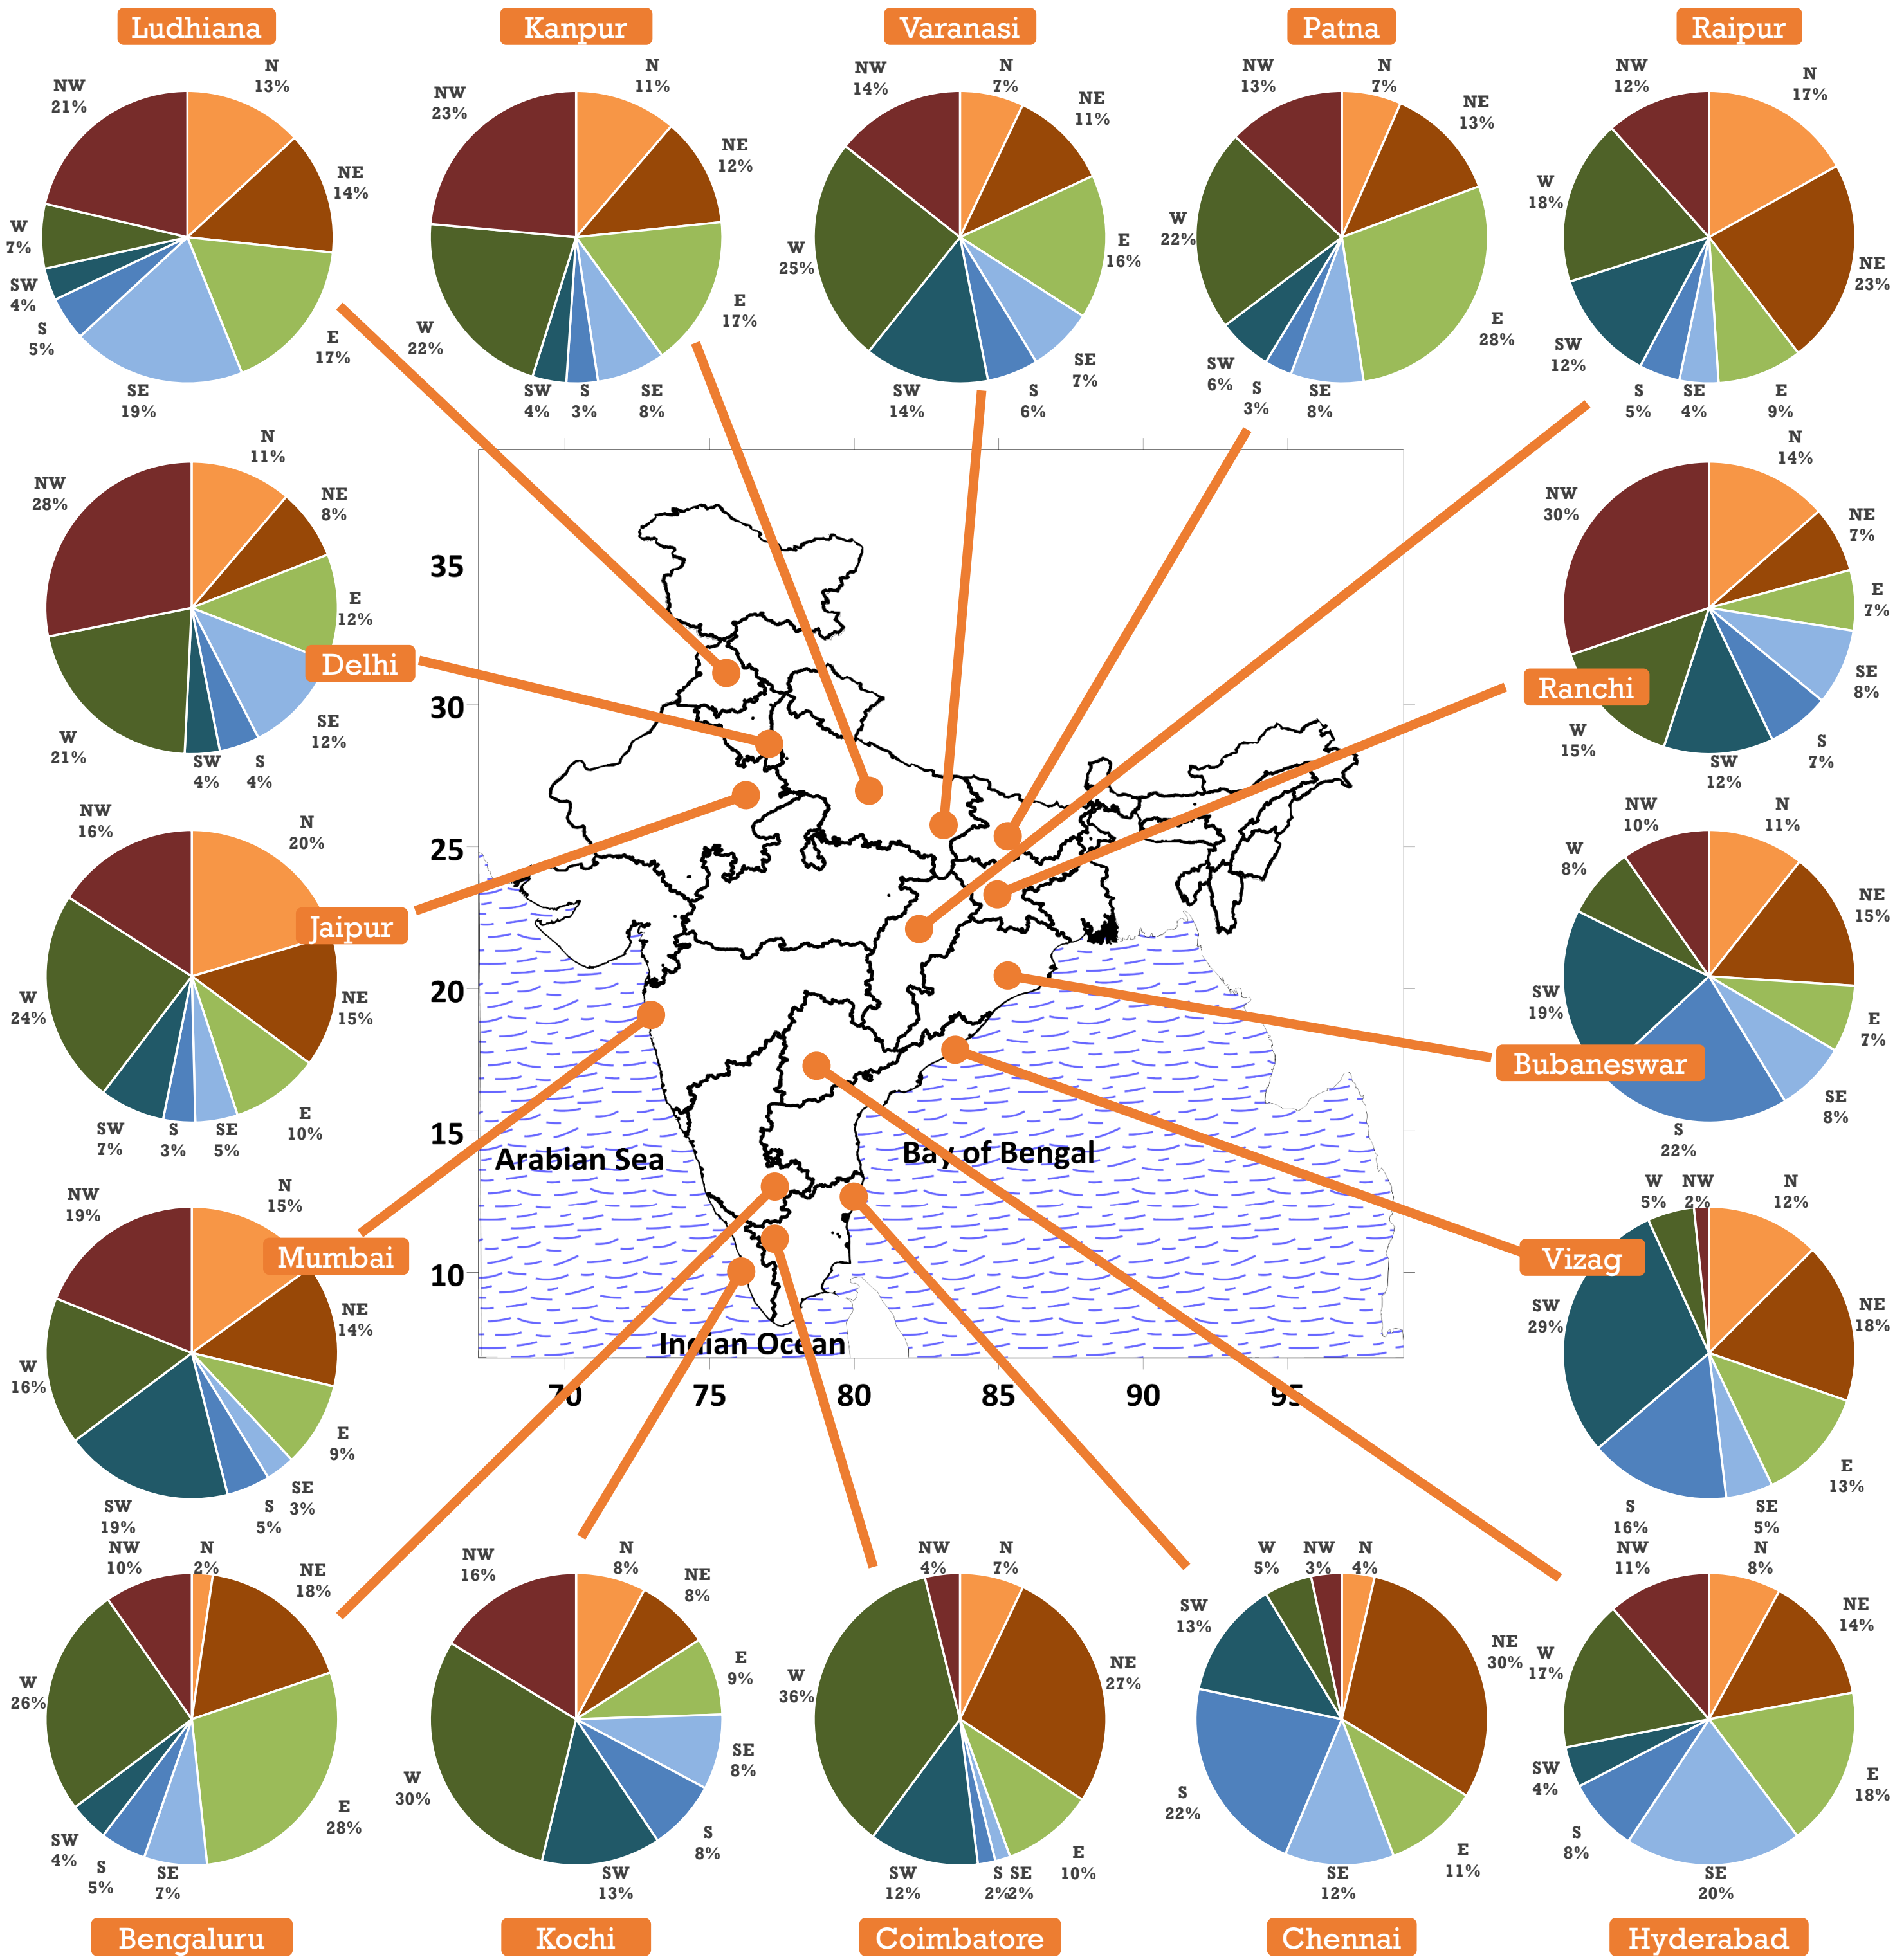 Ludhiana
N
13%
NE
14%
E
17%
SE
19%
S
5%
SW
4%
W
7%
NW
21%
Kanpur
N
11%
NE
12%
E
17%
SE
8%
S
3%
SW
4%
W
22%
NW
23%
Varanasi
N
7%
NE
11%
E
16%
SE
7%
S
6%
SW
14%
W
25%
NW
14%
Patna
N
7%
NE
13%
E
28%
SE
8%
S
3%
SW
6%
W
22%
NW
13%
Raipur
N
17%
NE
23%
E
9%
SE
4%
S
5%
SW
12%
W
18%
NW
12%
Delhi
N
11%
NE
8%
E
12%
SE
12%
S
4%
SW
4%
W
21%
NW
28%
Ranchi
N
14%
NE
7%
E
7%
SE
8%
S
7%
SW
12%
W
15%
NW
30%
Jaipur
N
20%
NE
15%
E
10%
SE
5%
S
3%
SW
7%
W
24%
NW
16%
Bubaneswar
N
11%
NE
15%
E
7%
SE
8%
S
22%
SW
19%
W
8%
NW
10%
Mumbai
N
15%
NE
14%
E
9%
SE
3%
S
5%
SW
19%
W
16%
NW
19%
Vizag
N
12%
NE
18%
E
13%
SE
5%
S
16%
SW
29%
W
5%
NW
2%
35
30
25
20
15
10
Arabian Sea
Bay of Bengal
Indian Ocean
70
75
80
85
90
95
N
2%
NE
18%
E
28%
SE
7%
S
5%
SW
4%
W
26%
NW
10%
Bengaluru
N
8%
NE
8%
E
9%
SE
8%
S
8%
SW
13%
W
30%
NW
16%
Kochi
N
7%
NE
27%
E
10%
SE
2%
S
2%
SW
12%
W
36%
NW
4%
Coimbatore
N
4%
NE
30%
E
11%
SE
12%
S
22%
SW
13%
W
5%
NW
3%
Chennai
N
8%
NE
14%
E
18%
SE
20%
S
8%
SW
4%
W
17%
NW
11%
Hyderabad